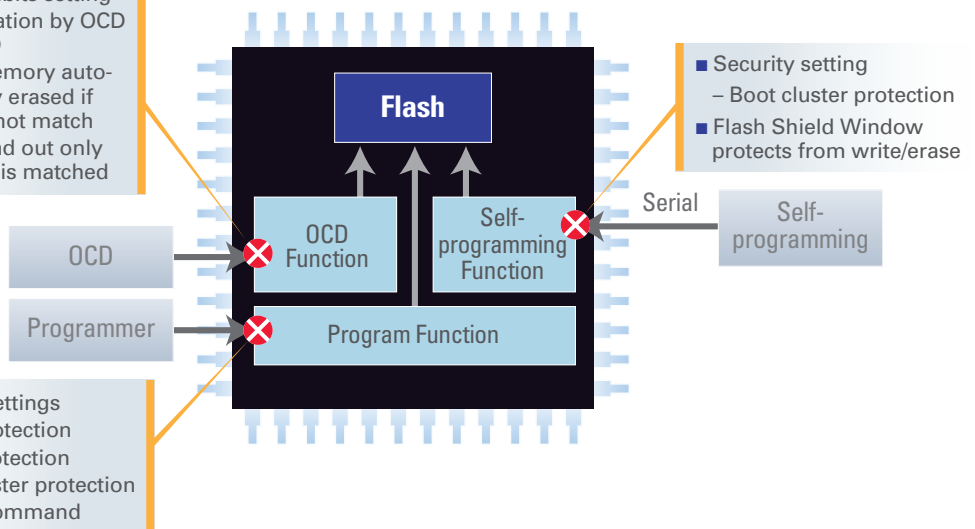 bits setting
ation by OCD
emory auto-
y erased if
not match
d out only
is matched
Flash
■ Security setting
– Boot cluster protection
■ Flash Shield Window
protects from write/erase
OCD
Function
Self-
programming
Function
Serial
Self-
programming
OCD
Programmer
Program Function
ettings
otection
otection
ster protection
ommand